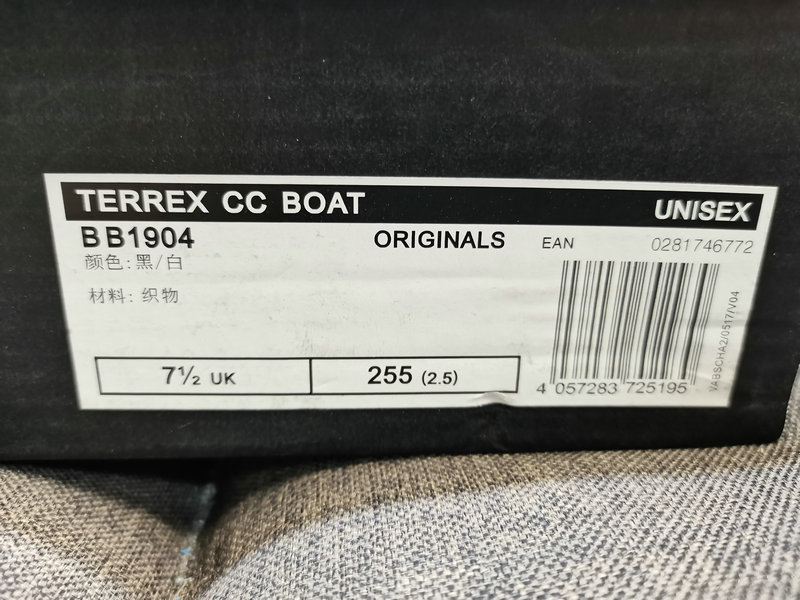 TERREX CC BOAT UNISEX
BB1904 ORIGINALS EAN 0281746772
颜色:黑/白
材料:织物
7½ UK 255 (2.5)
4 057283 725195
VABSCHA2/0517/V04